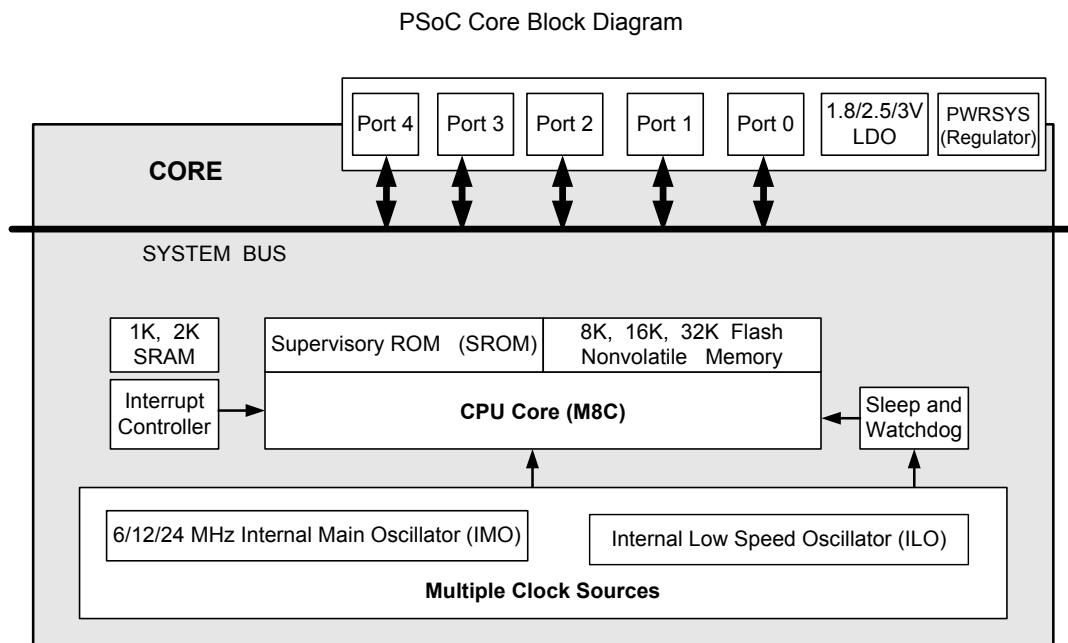 PSoC Core Block Diagram
Port 4
Port 3
Port 2
Port 1
Port 0
1.8/2.5/3V
LDO
PWRSYS
(Regulator)
CORE
SYSTEM BUS
1K, 2K
SRAM
Supervisory ROM (SROM)
8K, 16K, 32K Flash
Nonvolatile Memory
Interrupt
Controller
CPU Core (M8C)
Sleep and
Watchdog
6/12/24 MHz Internal Main Oscillator (IMO)
Internal Low Speed Oscillator (ILO)
Multiple Clock Sources